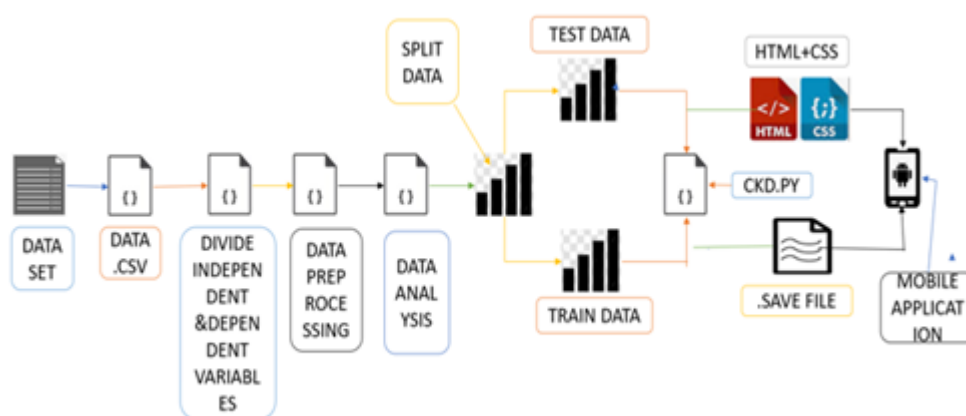 SPLIT
DATA
TEST DATA
HTML+CSS
</>
HTML
{;}
CSS
{}
{}
{}
{}
{}
CKD.PY
DATA
SET
DATA
.CSV
DIVIDE
INDEPEN
DENT
&DEPEN
DENT
VARIABL
ES
DATA
PREP
ROCE
SSING
DATA
ANAL
YSIS
TRAIN DATA
.SAVE FILE
MOBILE
APPLICAT
ION